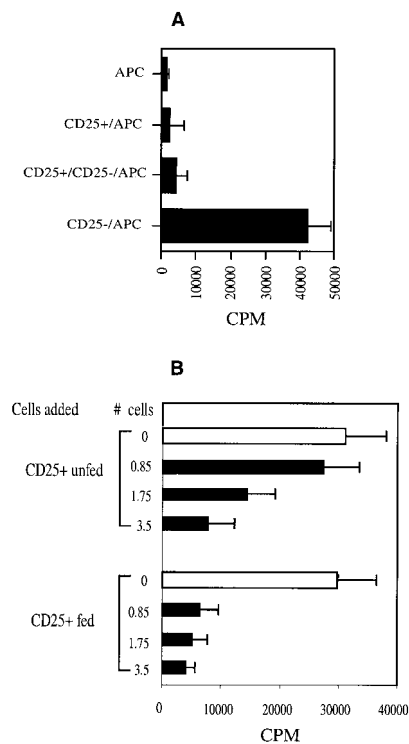 A
APC
CD25+/APC
CD25+/CD25-/APC
CD25-/APC
0 10000 20000 30000 40000 50000
CPM
B
Cells added # cells
0
CD25+ unfed
0.85
1.75
3.5
0
0.85
CD25+ fed
1.75
3.5
0 10000 20000 30000 40000
CPM